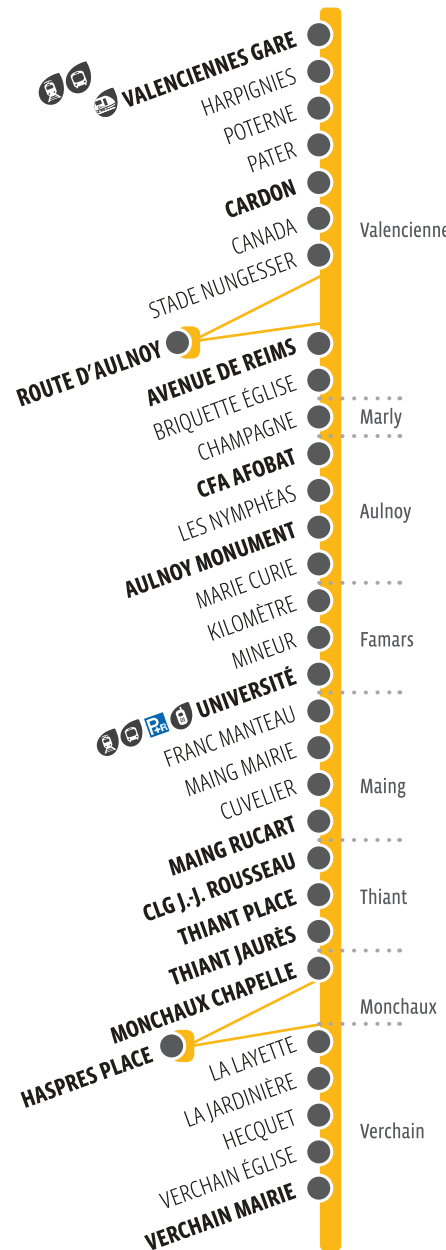 VALENCIENNES GARE
HARPIGNIES
POTERNE
PATER
CARDON
CANADA
Valencienne
STADE NUNGESSER
ROUTE D'AULNOY
AVENUE DE REIMS
BRIQUETTE ÉGLISE
CHAMPAGNE
Marly
CFA AFOBAT
LES NYMPHÉAS
Aulnoy
AULNOY MONUMENT
MARIE CURIE
KILOMÈTRE
MINEUR
Famars
P+R
UNIVERSITÉ
FRANC MANTEAU
MAING MAIRIE
CUVELIER
Maing
MAING RUCART
CLG J.-J. ROUSSEAU
THIANT PLACE
Thiant
THIANT JAURÈS
MONCHAUX CHAPELLE
Monchaux
HASPRES PLACE
LA LAYETTE
LA JARDINIÈRE
HECQUET
Verchain
VERCHAIN ÉGLISE
VERCHAIN MAIRIE